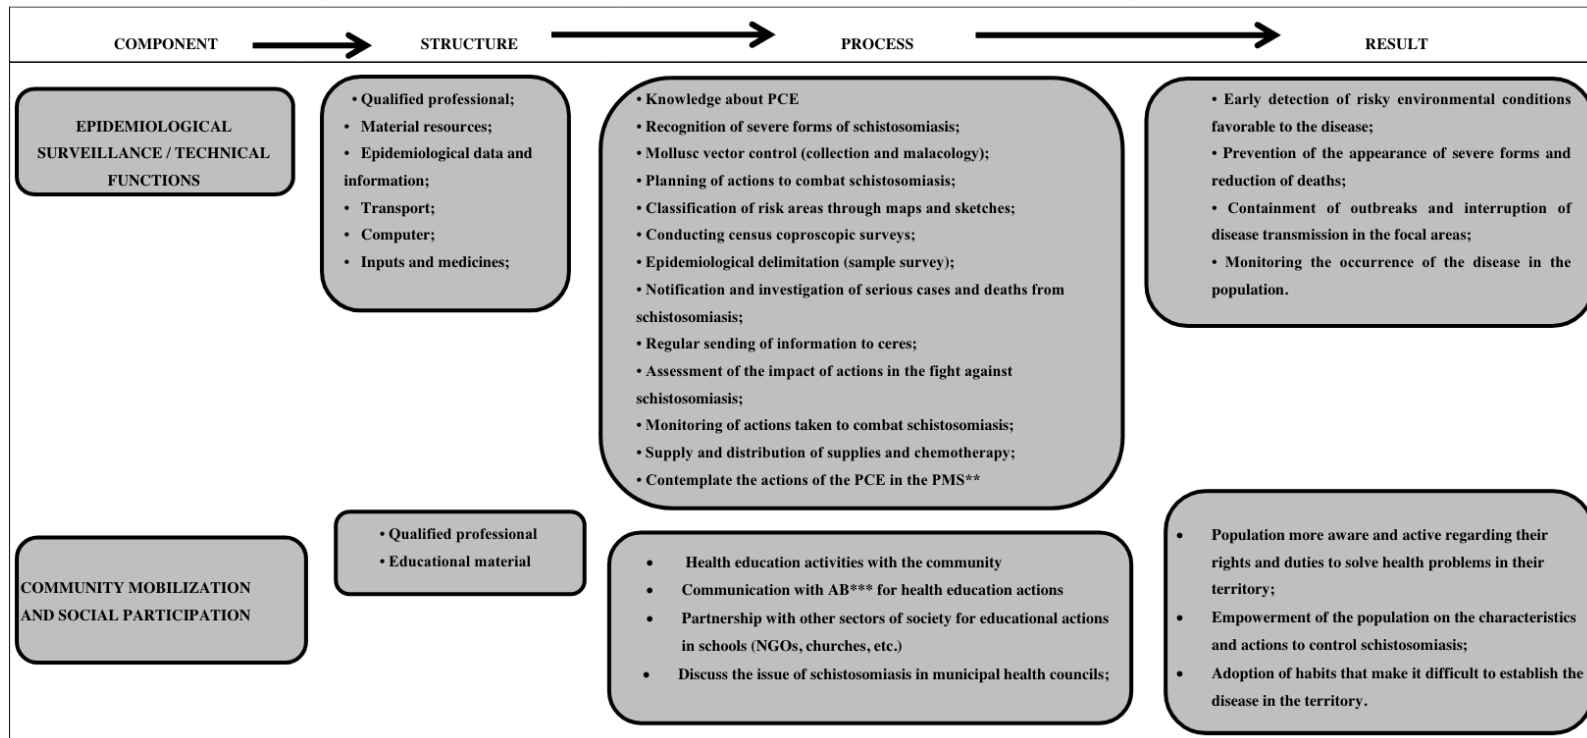 COMPONENT
STRUCTURE
PROCESS
RESULT
EPIDEMIOLOGICAL
SURVEILLANCE / TECHNICAL
FUNCTIONS
• Qualified professional;
• Material resources;
• Epidemiological data and
information;
• Transport;
• Computer;
• Inputs and medicines;
• Knowledge about PCE
• Recognition of severe forms of schistosomiasis;
• Mollusc vector control (collection and malacology);
• Planning of actions to combat schistosomiasis;
• Classification of risk areas through maps and sketches;
• Conducting census coproscopic surveys;
• Epidemiological delimitation (sample survey);
• Notification and investigation of serious cases and deaths from
schistosomiasis;
• Regular sending of information to ceres;
• Assessment of the impact of actions in the fight against
schistosomiasis;
• Monitoring of actions taken to combat schistosomiasis;
• Supply and distribution of supplies and chemotherapy;
• Contemplate the actions of the PCE in the PMS**
• Early detection of risky environmental conditions
favorable to the disease;
• Prevention of the appearance of severe forms and
reduction of deaths;
• Containment of outbreaks and interruption of
disease transmission in the focal areas;
• Monitoring the occurrence of the disease in the
population.
COMMUNITY MOBILIZATION
AND SOCIAL PARTICIPATION
• Qualified professional
• Educational material
• Health education activities with the community
• Communication with AB*** for health education actions
• Partnership with other sectors of society for educational actions
in schools (NGOs, churches, etc.)
• Discuss the issue of schistosomiasis in municipal health councils;
• Population more aware and active regarding their
rights and duties to solve health problems in their
territory;
• Empowerment of the population on the characteristics
and actions to control schistosomiasis;
• Adoption of habits that make it difficult to establish the
disease in the territory.